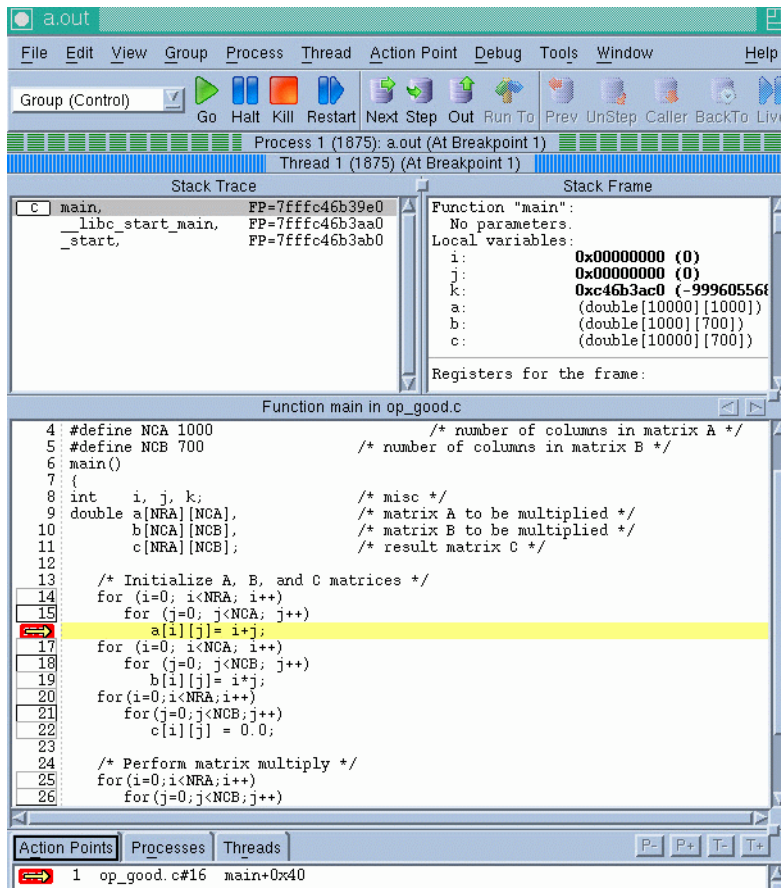 a.out
File Edit View Group Process Thread Action Point Debug Tools Window Help
Group (Control)
Go Halt Kill Restart Next Step Out Run To Prev UnStep Caller BackTo Live
Process 1 (1875): a.out (At Breakpoint 1)
Thread 1 (1875) (At Breakpoint 1)
Stack Trace
C main, FP=7fffc46b39e0
__libc_start_main, FP=7fffc46b3aa0
_start, FP=7fffc46b3ab0
Stack Frame
Function "main":
No parameters.
Local variables:
i: 0x00000000 (0)
j: 0x00000000 (0)
k: 0xc46b3ac0 (-999605568
a: (double[10000][1000])
b: (double[1000][700])
c: (double[10000][700])
Registers for the frame:
Function main in op_good.c
4 #define NCA 1000 /* number of columns in matrix A */
5 #define NCB 700 /* number of columns in matrix B */
6 main()
7 {
8 int i, j, k; /* misc */
9 double a[NRA][NCA], /* matrix A to be multiplied */
10 b[NCA][NCB], /* matrix B to be multiplied */
11 c[NRA][NCB]; /* result matrix C */
12
13 /* Initialize A, B, and C matrices */
14 for (i=0; i<NRA; i++)
15 for (j=0; j<NCA; j++)
a[i][j]= i+j;
17 for (i=0; i<NCA; i++)
18 for (j=0; j<NCB; j++)
19 b[i][j]= i*j;
20 for(i=0;i<NRA;i++)
21 for(j=0;j<NCB;j++)
22 c[i][j] = 0.0;
23
24 /* Perform matrix multiply */
25 for(i=0;i<NRA;i++)
26 for(j=0;j<NCB;j++)
Action Points Processes Threads P- P+ T- T+
1 op_good.c#16 main+0x40